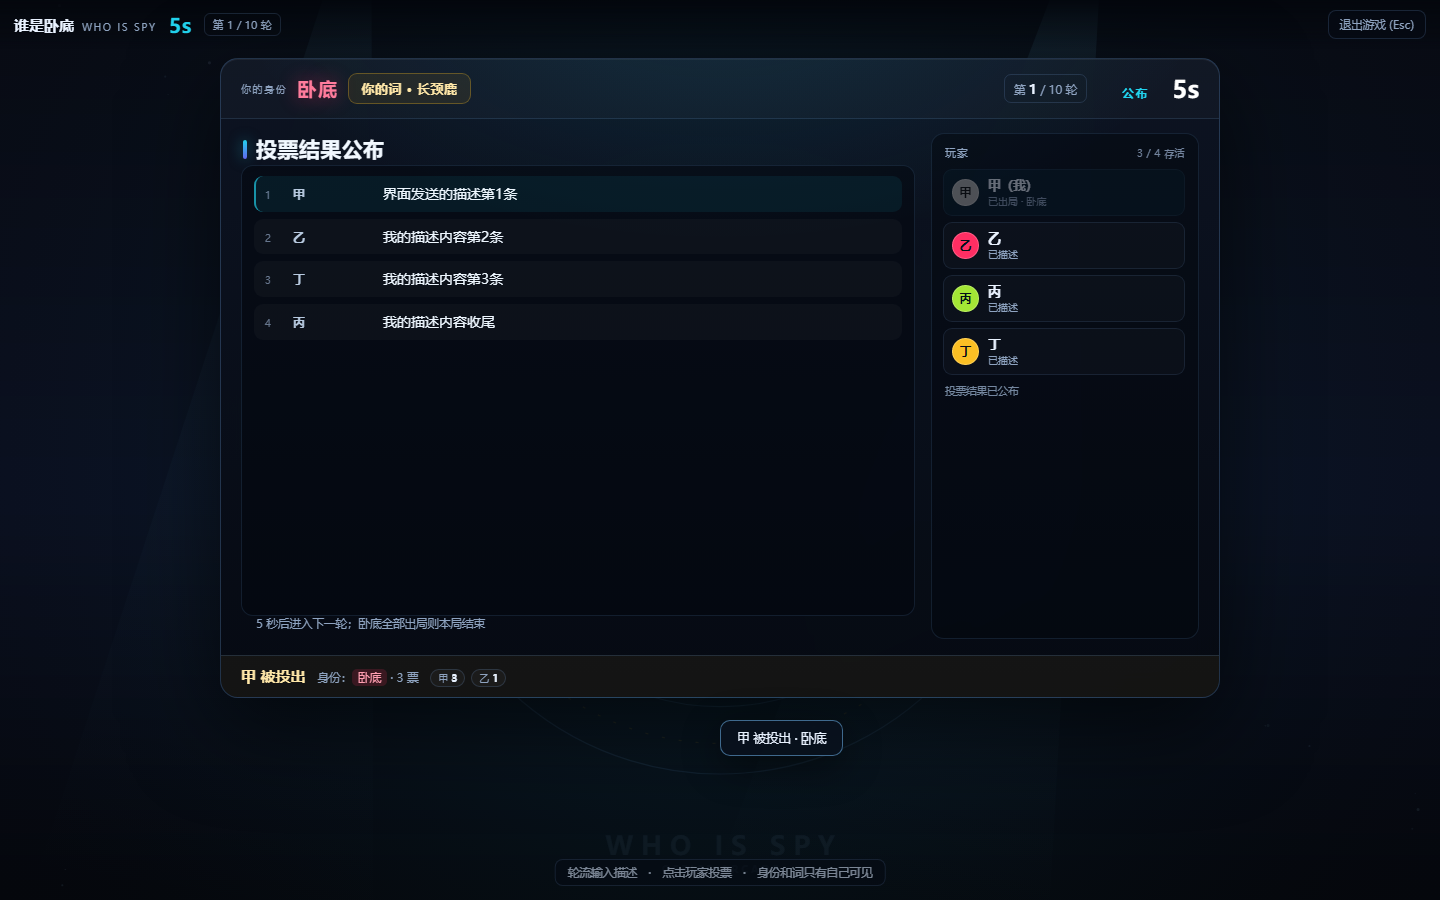 谁是卧底 WHO IS SPY 5s 第 1 / 10 轮
退出游戏 (Esc)
你的身份 卧底 你的词 • 长颈鹿
第 1 / 10 轮 公布 5s
投票结果公布
1 甲 界面发送的描述第1条
2 乙 我的描述内容第2条
3 丁 我的描述内容第3条
4 丙 我的描述内容收尾
5 秒后进入下一轮；卧底全部出局则本局结束
玩家 3 / 4 存活
甲 甲 (我)
已出局 · 卧底
乙 乙
已描述
丙 丙
已描述
丁 丁
已描述
投票结果已公布
甲 被投出 身份: 卧底 · 3 票 甲 3 乙 1
甲 被投出 · 卧底
WHO IS SPY
轮流输入描述 · 点击玩家投票 · 身份和词只有自己可见